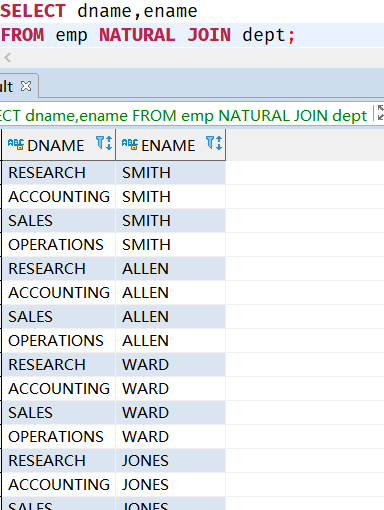 SELECT dname,ename
FROM emp NATURAL JOIN dept;
ult
ECT dname,ename FROM emp NATURAL JOIN dept
ABC DNAME ABC ENAME
RESEARCH SMITH
ACCOUNTING SMITH
SALES SMITH
OPERATIONS SMITH
RESEARCH ALLEN
ACCOUNTING ALLEN
SALES ALLEN
OPERATIONS ALLEN
RESEARCH WARD
ACCOUNTING WARD
SALES WARD
OPERATIONS WARD
RESEARCH JONES
ACCOUNTING JONES
SALES JONES